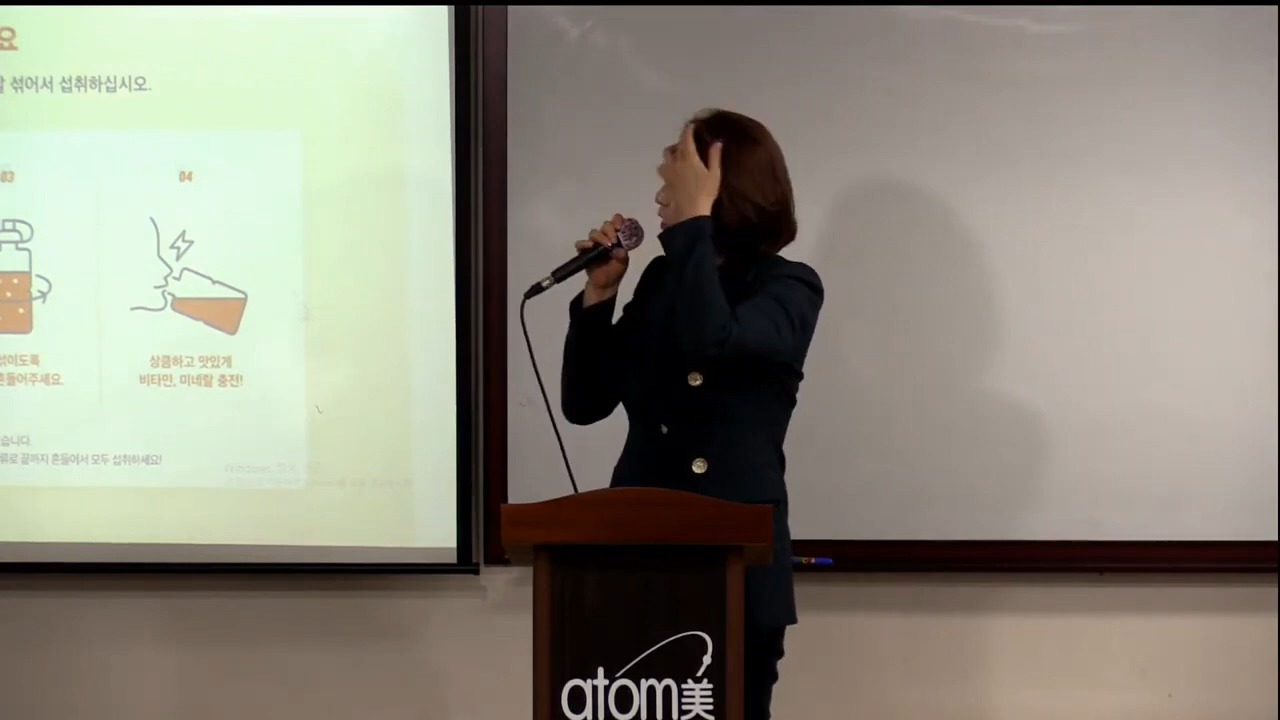 요
섞어서 섭취하십시오.
03
04
섞이도록
흔들어주세요.
상큼하고 맛있게
비타민, 미네랄 충전!
습니다.
끝까지 흔들어서 모두 섭취하세요!
Windows
atom美